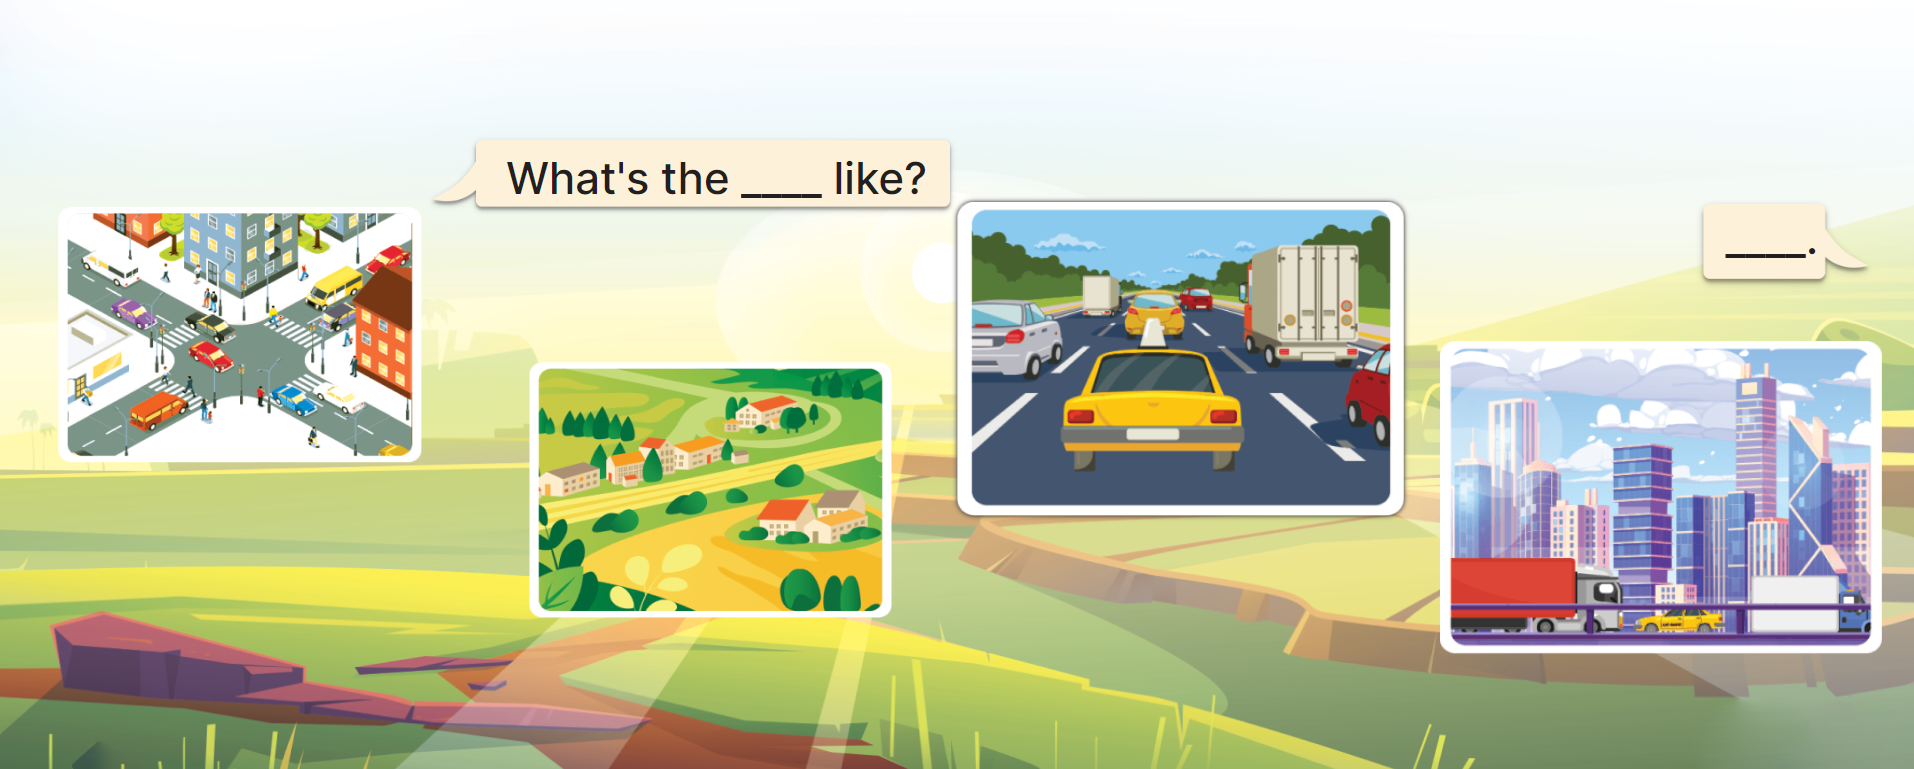 What's the ____ like?
____.